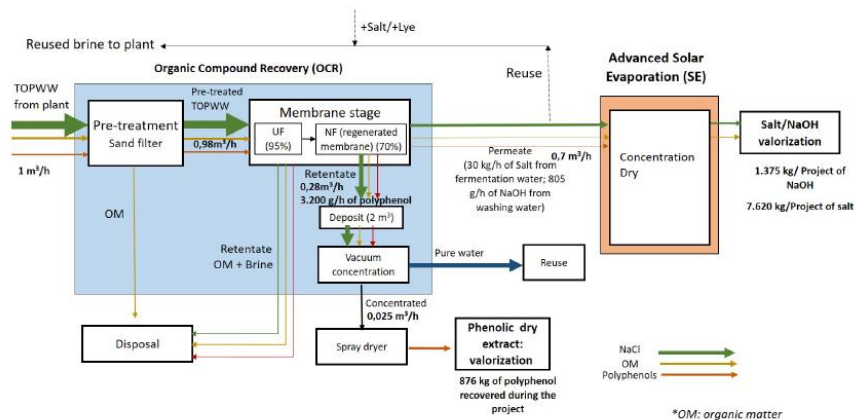 +Salt/+Lye
Reused brine to plant
Organic Compound Recovery (OCR)
Reuse
Advanced Solar
Evaporation (SE)
TOPWW
from plant
Pre-treatment
Sand filter
Pre-treated
TOPWW
0,98m³/h
1 m³/h
Membrane stage
UF
(95%)
NF (regenerated
membrane) (70%)
Permeate
(30 kg/h of Salt from
fermentation water; 805
g/h of NaOH from
washing water)
0,7 m³/h
Concentration
Dry
Salt/NaOH
valorization
1.375 kg/ Project of
NaOH
7.620 kg/Project of salt
Retentate
0,28m³/h
3.200 g/h of polyphenol
Deposit (2 m³)
OM
Retentate
OM + Brine
Vacuum
concentration
Pure water
Reuse
Concentrated
0,025 m³/h
Disposal
Spray dryer
Phenolic dry
extract:
valorization
876 kg of polyphenol
recovered during the
project
NaCl
OM
Polyphenols
*OM: organic matter